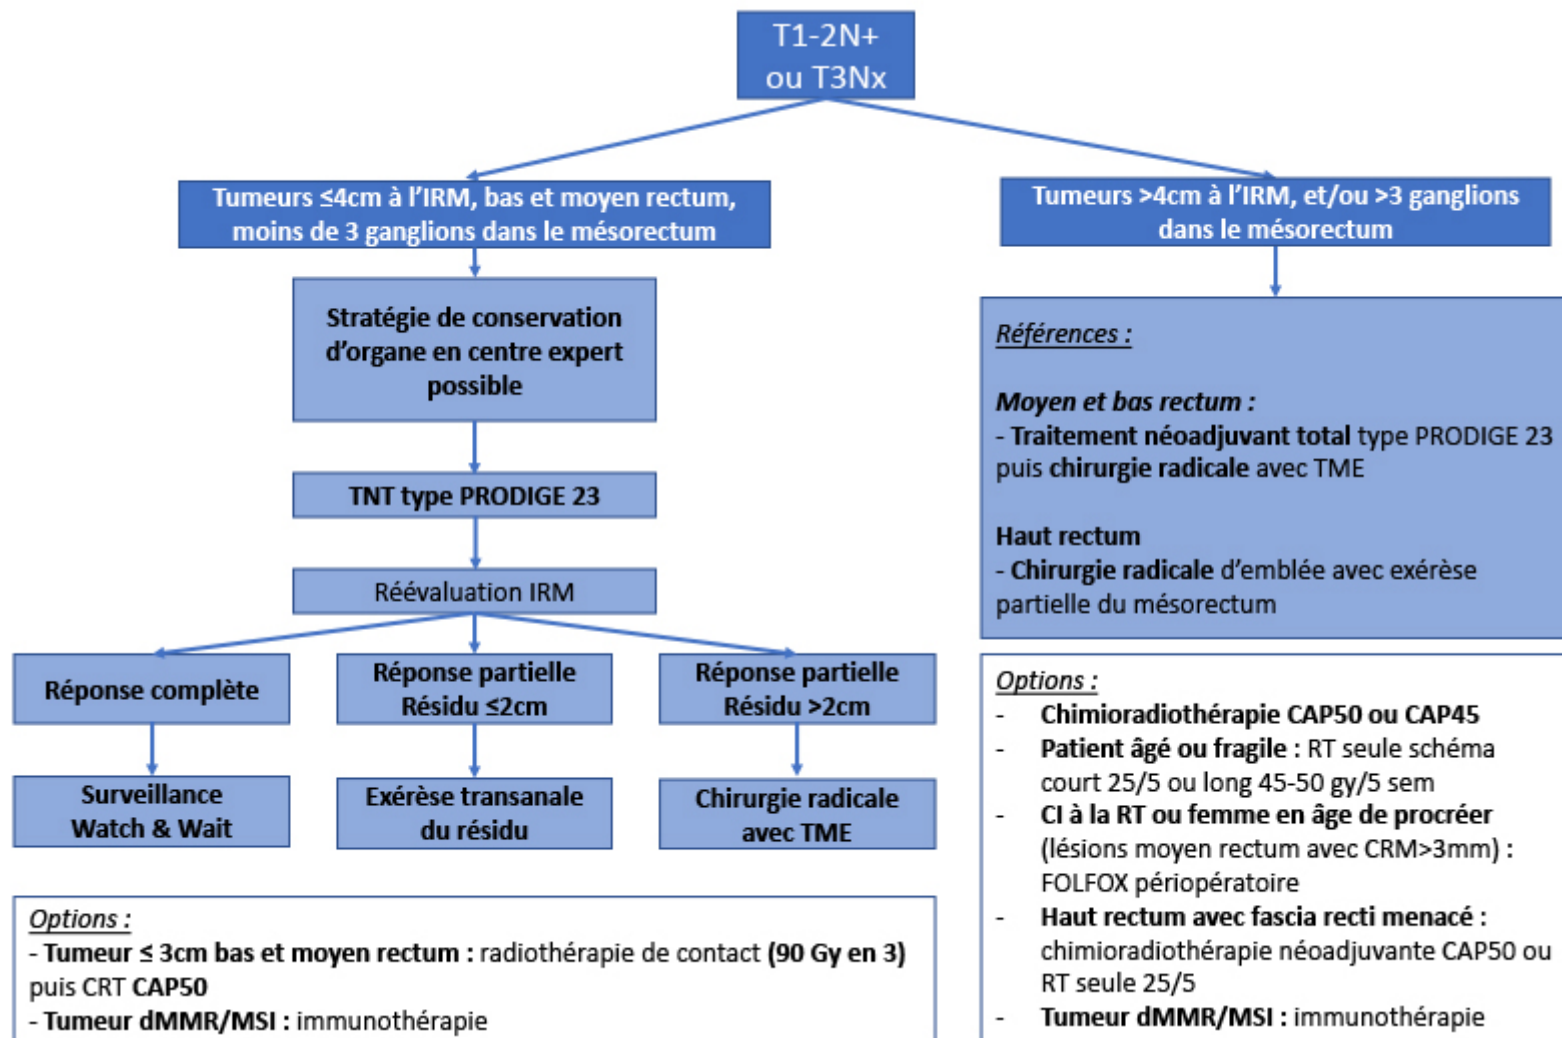 T1-2N+
ou T3Nx
Tumeurs ≤4cm à l'IRM, bas et moyen rectum,
moins de 3 ganglions dans le mésorectum
Stratégie de conservation
d'organe en centre expert
possible
TNT type PRODIGE 23
Réévaluation IRM
Réponse complète
Réponse partielle
Résidu ≤2cm
Réponse partielle
Résidu >2cm
Surveillance
Watch & Wait
Exérèse transanale
du résidu
Chirurgie radicale
avec TME
Options :
- Tumeur ≤ 3cm bas et moyen rectum : radiothérapie de contact (90 Gy en 3)
puis CRT CAP50
- Tumeur dMMR/MSI : immunothérapie
Tumeurs >4cm à l'IRM, et/ou >3 ganglions
dans le mésorectum
Références :
Moyen et bas rectum :
- Traitement néoadjuvant total type PRODIGE 23
puis chirurgie radicale avec TME
Haut rectum
- Chirurgie radicale d'emblée avec exérèse
partielle du mésorectum
Options :
- Chimioradiothérapie CAP50 ou CAP45
- Patient âgé ou fragile : RT seule schéma
court 25/5 ou long 45-50 gy/5 sem
- CI à la RT ou femme en âge de procréer
(lésions moyen rectum avec CRM>3mm) :
FOLFOX périopératoire
- Haut rectum avec fascia recti menacé :
chimioradiothérapie néoadjuvante CAP50 ou
RT seule 25/5
- Tumeur dMMR/MSI : immunothérapie